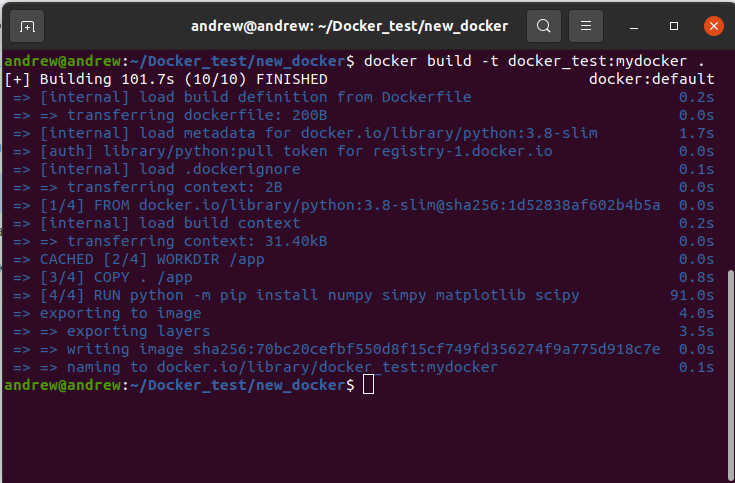 andrew@andrew: ~/Docker_test/new_docker
andrew@andrew:~/Docker_test/new_docker$ docker build -t docker_test:mydocker .
[+] Building 101.7s (10/10) FINISHED docker:default
=> [internal] load build definition from Dockerfile 0.2s
=> => transferring dockerfile: 200B 0.0s
=> [internal] load metadata for docker.io/library/python:3.8-slim 1.7s
=> [auth] library/python:pull token for registry-1.docker.io 0.0s
=> [internal] load .dockerignore 0.1s
=> => transferring context: 2B 0.0s
=> [1/4] FROM docker.io/library/python:3.8-slim@sha256:1d52838af602b4b5a 0.0s
=> [internal] load build context 0.2s
=> => transferring context: 31.40kB 0.0s
=> CACHED [2/4] WORKDIR /app 0.0s
=> [3/4] COPY . /app 0.8s
=> [4/4] RUN python -m pip install numpy simpy matplotlib scipy 91.0s
=> exporting to image 4.0s
=> => exporting layers 3.5s
=> => writing image sha256:70bc20cefbf550d8f15cf749fd356274f9a775d918c7e 0.0s
=> => naming to docker.io/library/docker_test:mydocker 0.1s
andrew@andrew:~/Docker_test/new_docker$